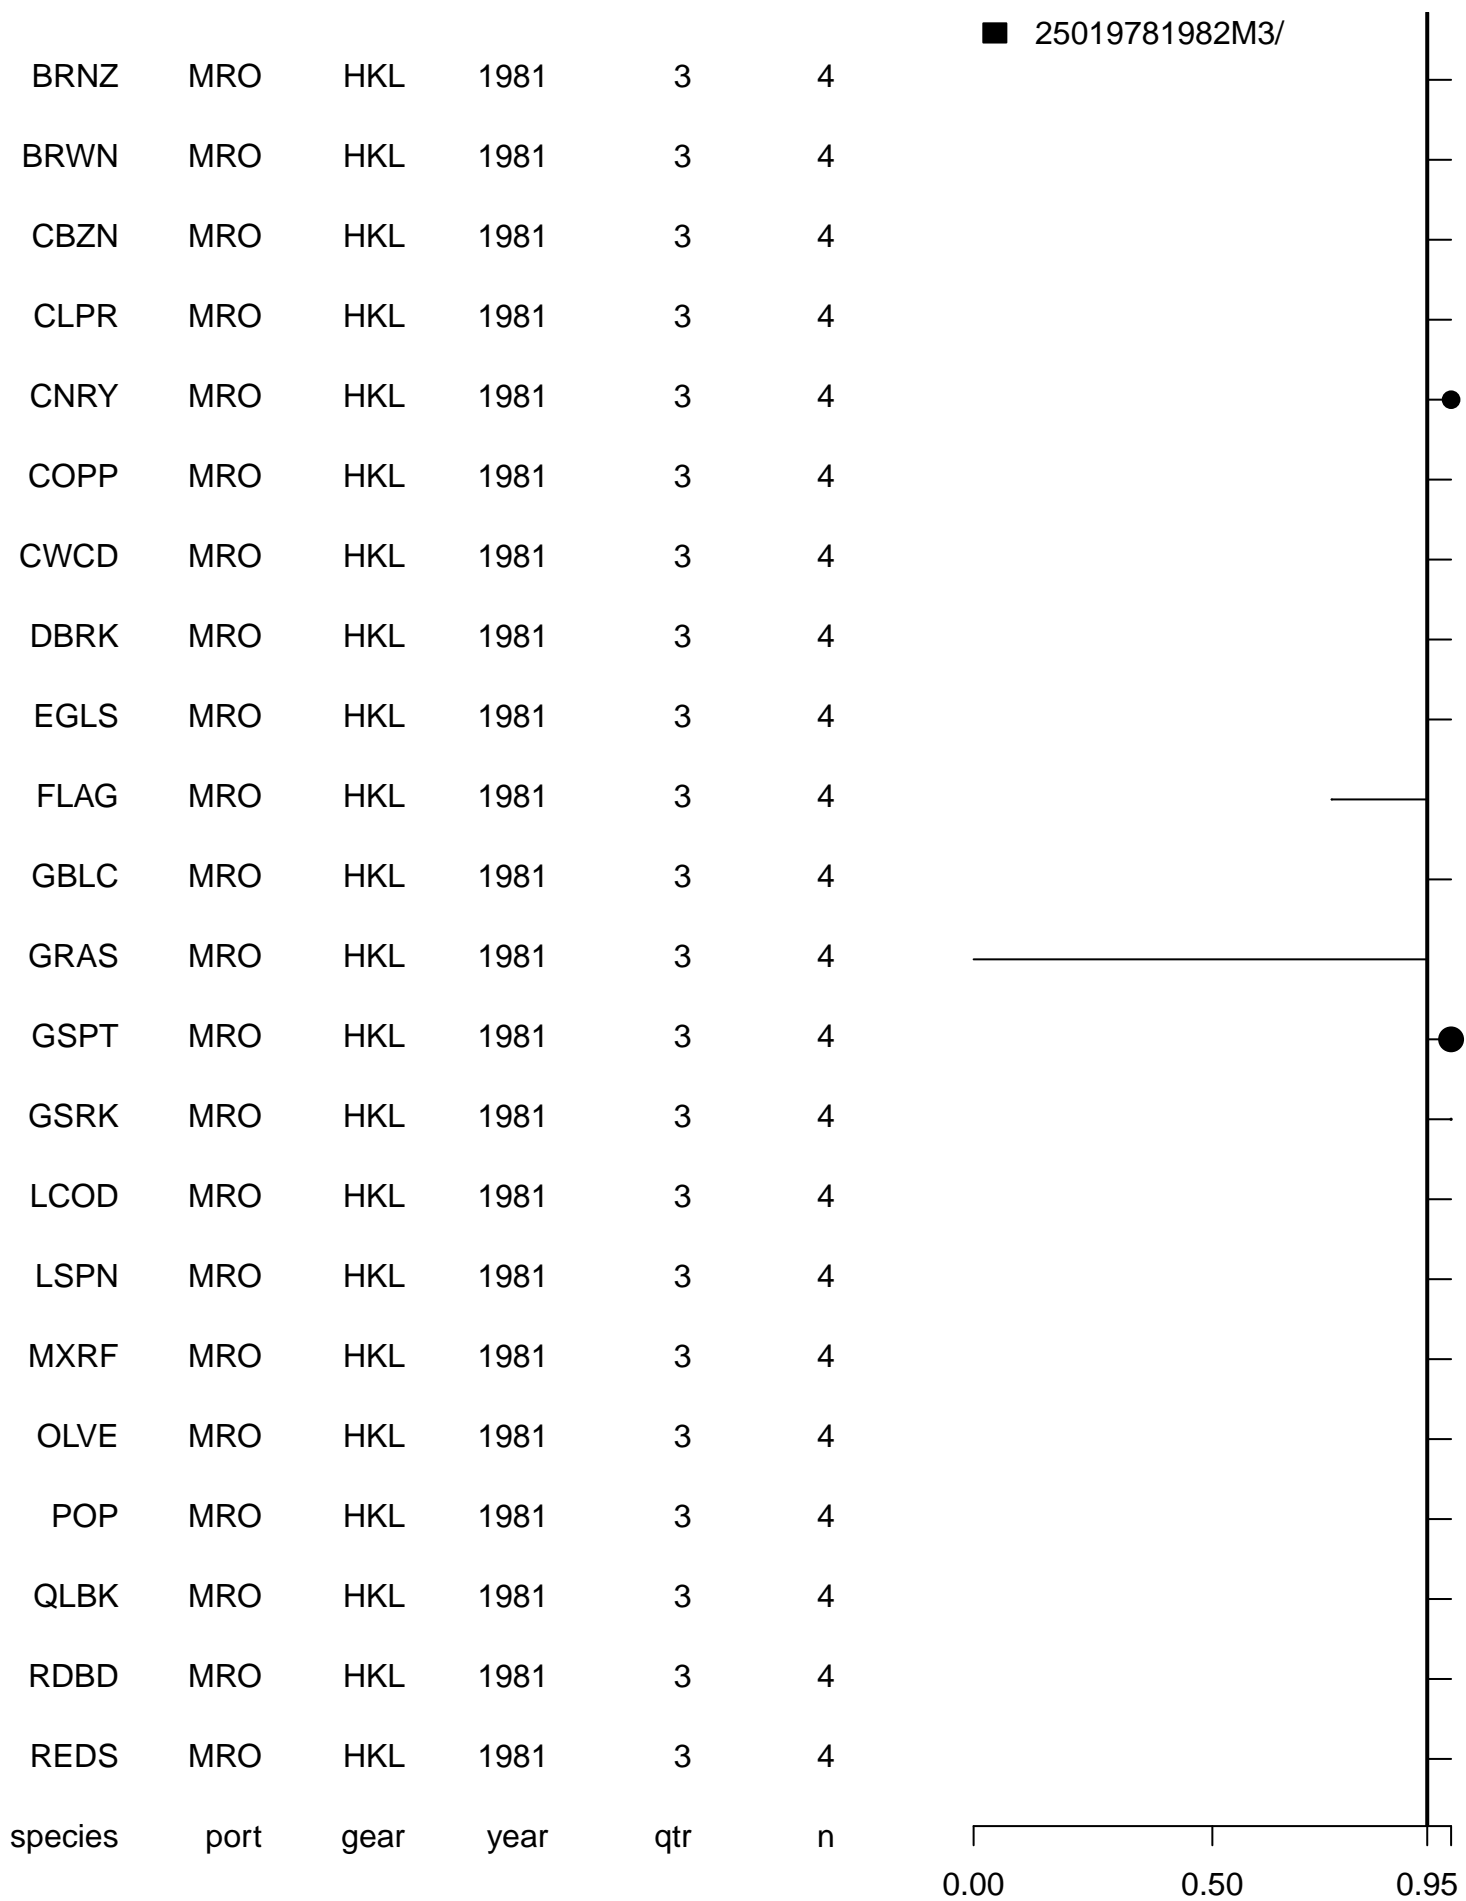 25019781982M3/
BRNZ MRO HKL 1981 3 4
BRWN MRO HKL 1981 3 4
CBZN MRO HKL 1981 3 4
CLPR MRO HKL 1981 3 4
CNRY MRO HKL 1981 3 4
COPP MRO HKL 1981 3 4
CWCD MRO HKL 1981 3 4
DBRK MRO HKL 1981 3 4
EGLS MRO HKL 1981 3 4
FLAG MRO HKL 1981 3 4
GBLC MRO HKL 1981 3 4
GRAS MRO HKL 1981 3 4
GSPT MRO HKL 1981 3 4
GSRK MRO HKL 1981 3 4
LCOD MRO HKL 1981 3 4
LSPN MRO HKL 1981 3 4
MXRF MRO HKL 1981 3 4
OLVE MRO HKL 1981 3 4
POP MRO HKL 1981 3 4
QLBK MRO HKL 1981 3 4
RDBD MRO HKL 1981 3 4
REDS MRO HKL 1981 3 4
species port gear year qtr n
0.00 0.50 0.95